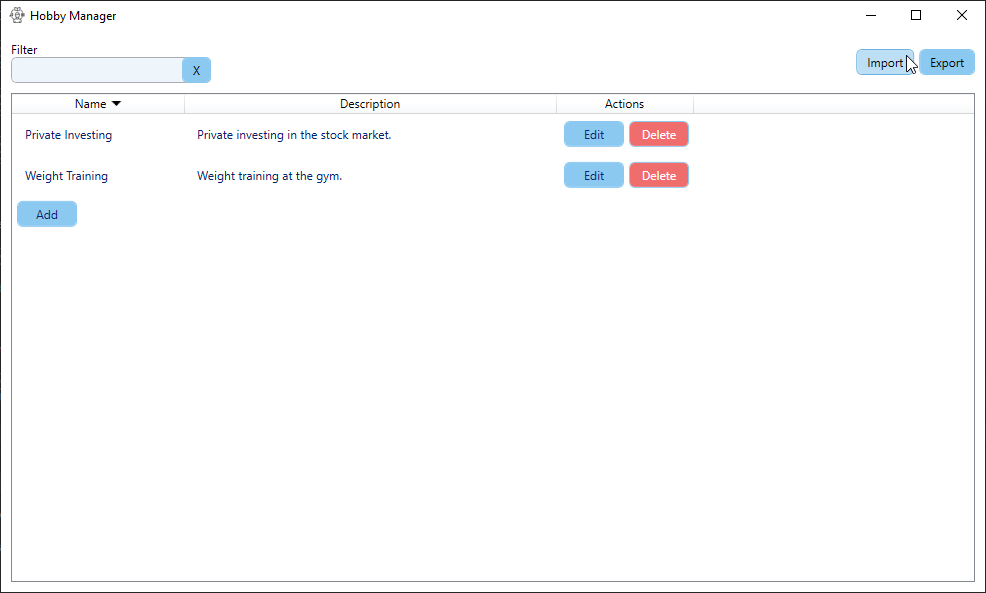 Hobby Manager
Filter
X
Import Export
Name Description Actions
Private Investing Private investing in the stock market. Edit Delete
Weight Training Weight training at the gym. Edit Delete
Add